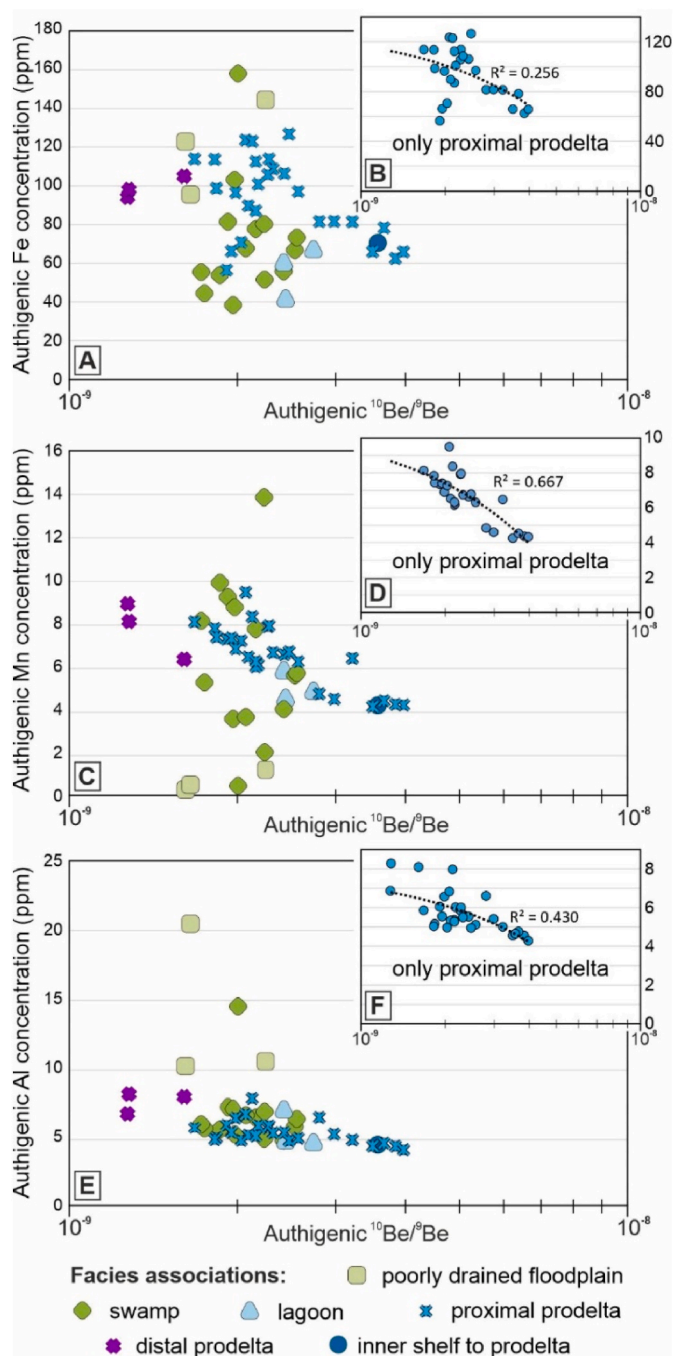 180
160
140
120
100
80
60
40
20
0
Authigenic Fe concentration (ppm)
A
10⁻⁹
Authigenic ¹⁰Be/⁹Be
10⁻⁸
B
R² = 0.256
only proximal prodelta
120
80
40
0
10⁻⁹
10⁻⁸
16
14
12
10
8
6
4
2
0
Authigenic Mn concentration (ppm)
C
10⁻⁹
Authigenic ¹⁰Be/⁹Be
10⁻⁸
D
R² = 0.667
only proximal prodelta
10
8
6
4
2
0
10⁻⁹
10⁻⁸
25
20
15
10
5
0
Authigenic Al concentration (ppm)
E
10⁻⁹
Authigenic ¹⁰Be/⁹Be
10⁻⁸
F
R² = 0.430
only proximal prodelta
8
6
4
2
0
10⁻⁹
10⁻⁸
Facies associations: poorly drained floodplain
swamp lagoon proximal prodelta
distal prodelta inner shelf to prodelta